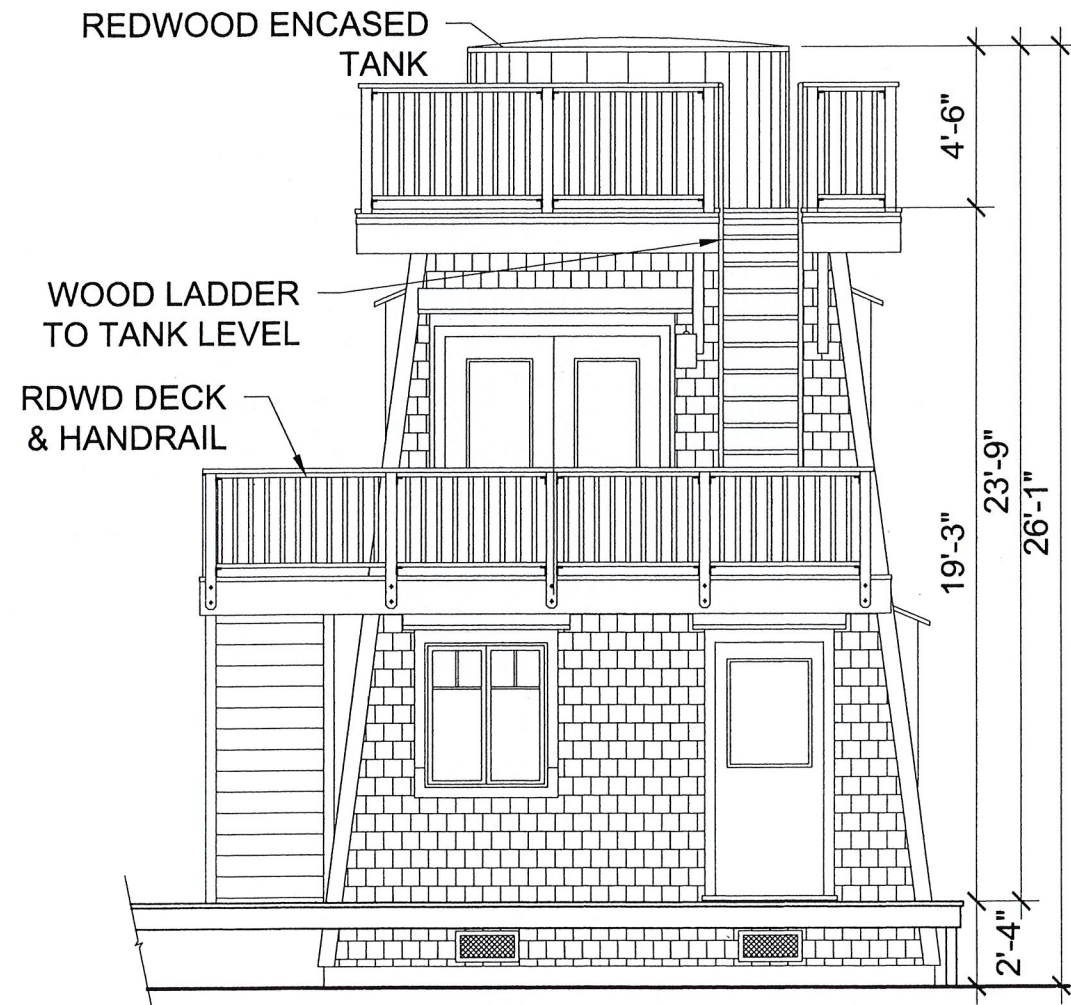 REDWOOD ENCASED
TANK
4'-6"
WOOD LADDER
TO TANK LEVEL
RDWD DECK
& HANDRAIL
19'-3"
23'-9"
26'-1"
2'-4"